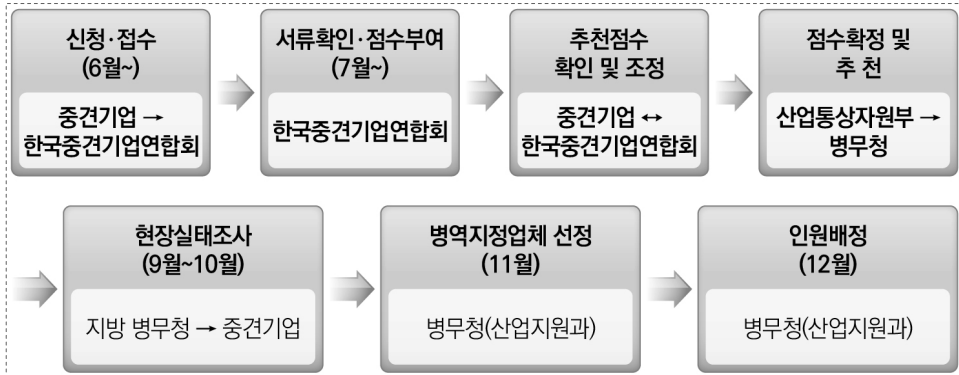 신청·접수
(6월~)
중견기업 →
한국중견기업연합회
서류확인·점수부여
(7월~)
한국중견기업연합회
추천점수
확인 및 조정
중견기업 ↔
한국중견기업연합회
점수확정 및
추 천
산업통상자원부 →
병무청
현장실태조사
(9월~10월)
지방 병무청 → 중견기업
병역지정업체 선정
(11월)
병무청(산업지원과)
인원배정
(12월)
병무청(산업지원과)